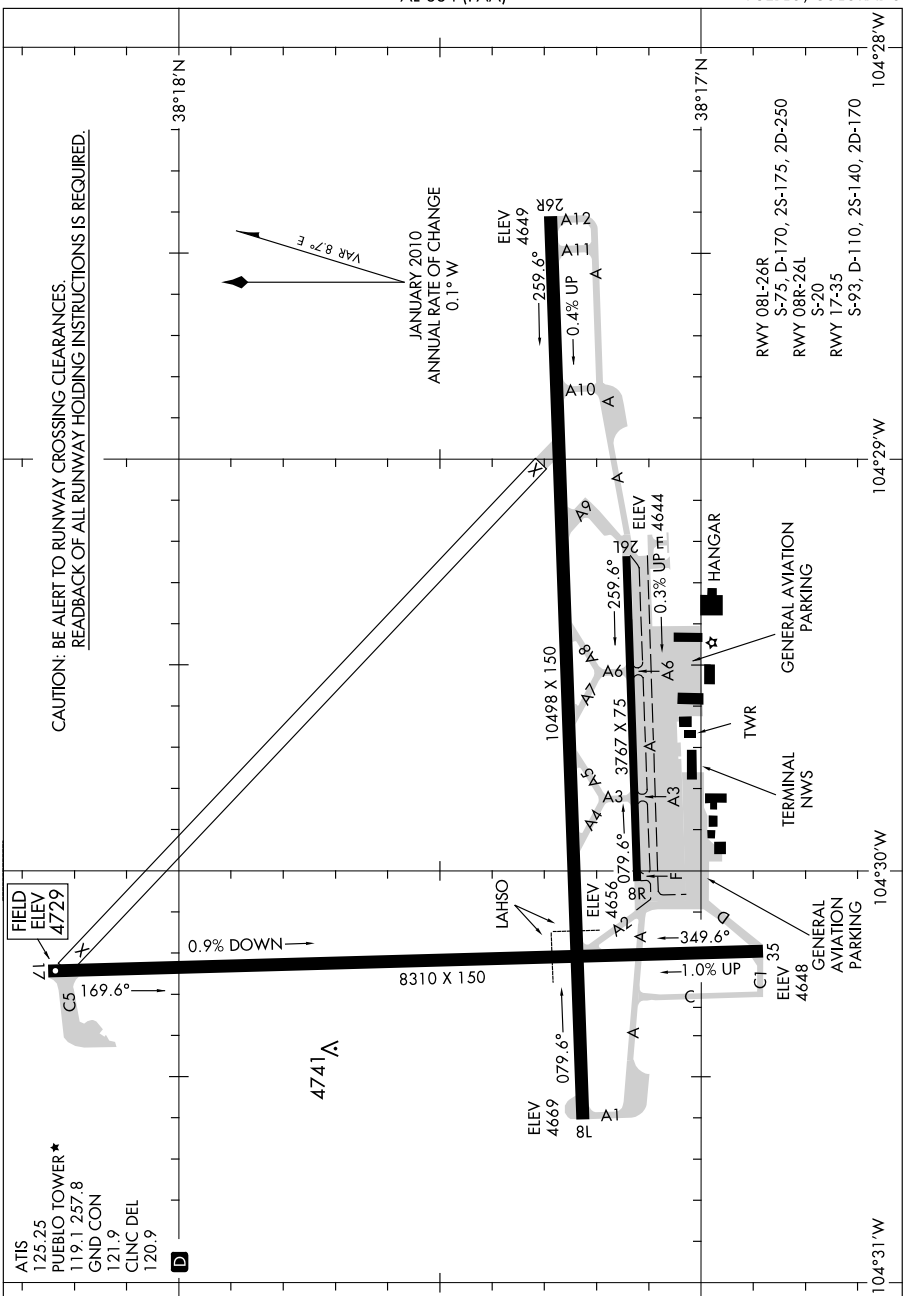 CAUTION: BE ALERT TO RUNWAY CROSSING CLEARANCES.
READBACK OF ALL RUNWAY HOLDING INSTRUCTIONS IS REQUIRED.
ATIS
125.25
PUEBLO TOWER★
119.1 257.8
GND CON
121.9
CLNC DEL
120.9
D
FIELD
ELEV
4729
17
C5
X
169.6°
0.9% DOWN
8310 X 150
4741
38°18'N
VAR 8.7° E
JANUARY 2010
ANNUAL RATE OF CHANGE
0.1° W
LAHSO
X
ELEV
4649
26R
A12
A11
A
259.6°
0.4% UP
A10
A
A
A9
10498 X 150
A8
A7
A5
A4
079.6°
ELEV
4669
8L
A1
A
A2
A
ELEV
4656
8R
079.6°
3767 X 75
259.6°
26L
ELEV
4644
E
0.3% UP
A6
A6
A3
A3
A
F
C
C1
35
ELEV
4648
349.6°
1.0% UP
D
GENERAL
AVIATION
PARKING
TERMINAL
NWS
TWR
GENERAL AVIATION
PARKING
HANGAR
38°17'N
RWY 08L-26R
S-75, D-170, 2S-175, 2D-250
RWY 08R-26L
S-20
RWY 17-35
S-93, D-110, 2S-140, 2D-170
104°31'W
104°30'W
104°29'W
104°28'W